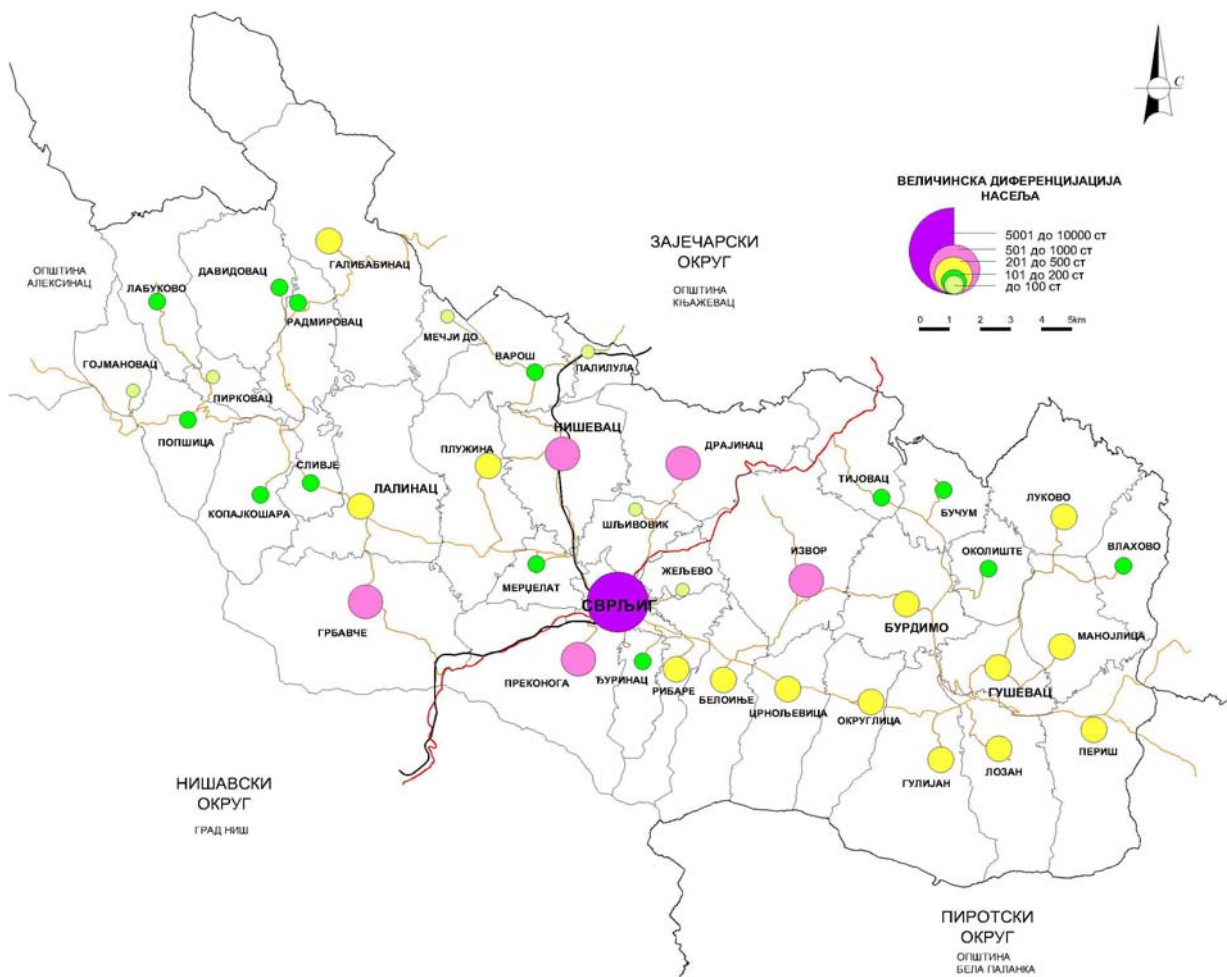 С
ВЕЛИЧИНСКА ДИФЕРЕНЦИЈАЦИЈА
НАСЕЉА
5001 до 10000 ст
501 до 1000 ст
201 до 500 ст
101 до 200 ст
до 100 ст
0 1 2 3 4 5км
ЗАЈЕЧАРСКИ
ОКРУГ
ОПШТИНА
КЊАЖЕВАЦ
ОПШТИНА
АЛЕКСИНАЦ
ГАЛИБАБИНАЦ
ДАВИДОВАЦ
ЛАБУКОВО
РАДМИРОВАЦ
МЕЧЈИ ДО
ВАРОШ
ПАЛИЛУЛА
ГОЈМАНОВАЦ
ПИРКОВАЦ
ПОПШИЦА
НИШЕВАЦ
ДРАЈИНАЦ
ПЛУЖИНА
СЛИВЈЕ
ЛАЛИНАЦ
КОПАЈКОШАРА
ТИЈОВАЦ
БУЧУМ
ЛУКОВО
ШЉИВОВИК
ИЗВОР
ОКОЛИШТЕ
ВЛАХОВО
ЖЕЉЕВО
МЕРЏЕЛАТ
СВРЉИГ
БУРДИМО
ГРБАВЧЕ
МАНОЈЛИЦА
ПРЕКОНОГА
ЂУРИНАЦ
РИБАРЕ
БЕЛОИЊЕ
ЦРНОЉЕВИЦА
ОКРУГЛИЦА
ГУШЕВАЦ
ПЕРИШ
ГУЛИЈАН
ЛОЗАН
НИШАВСКИ
ОКРУГ
ГРАД НИШ
ПИРОТСКИ
ОКРУГ
ОПШТИНА
БЕЛА ПАЛАНКА